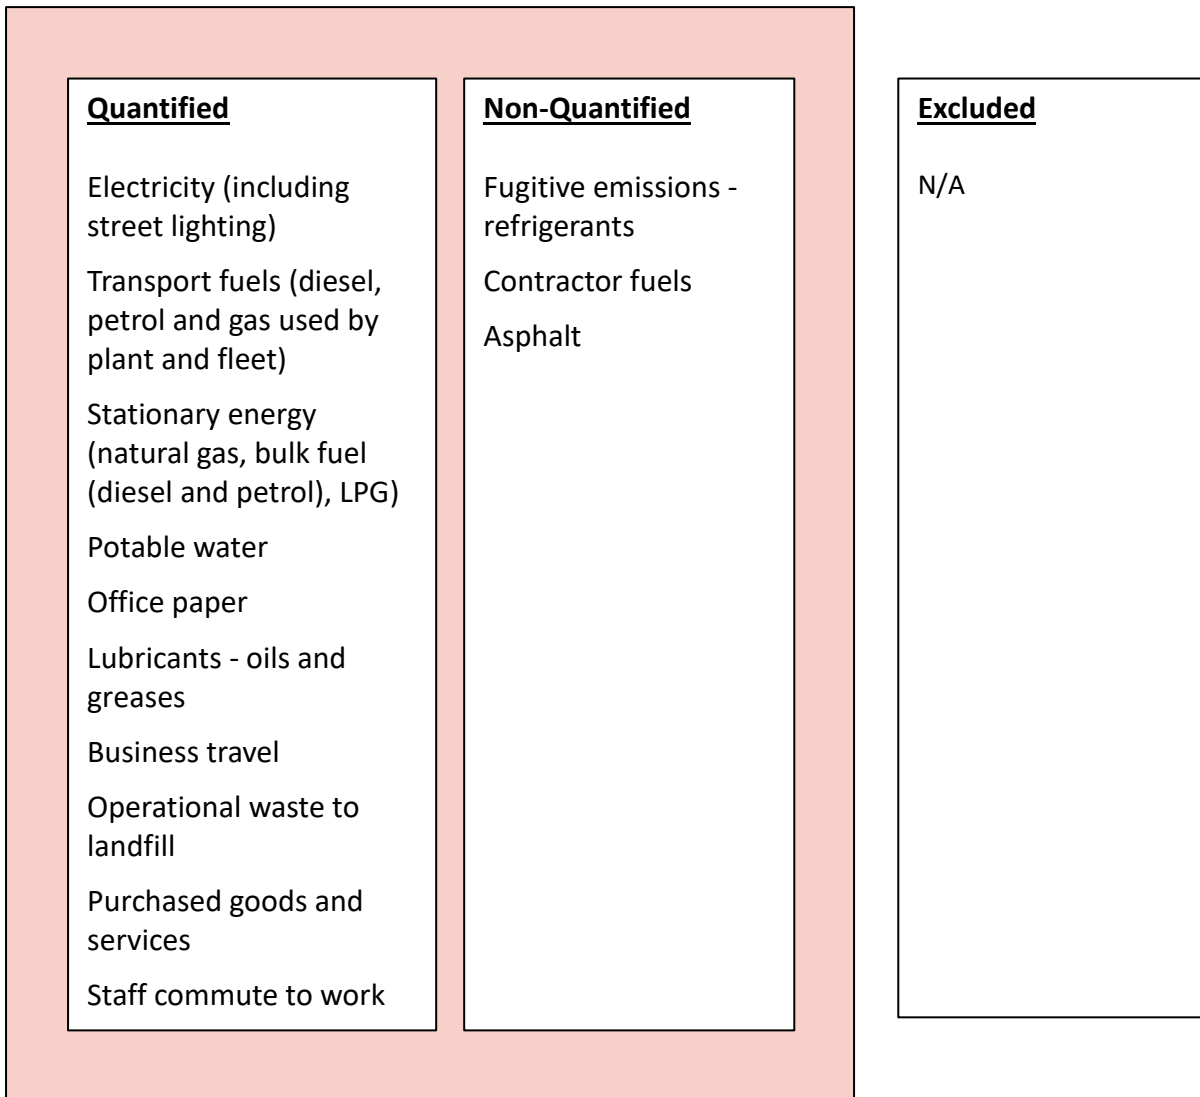 Quantified
Electricity (including
street lighting)
Transport fuels (diesel,
petrol and gas used by
plant and fleet)
Stationary energy
(natural gas, bulk fuel
(diesel and petrol), LPG)
Potable water
Office paper
Lubricants - oils and
greases
Business travel
Operational waste to
landfill
Purchased goods and
services
Staff commute to work
Non-Quantified
Fugitive emissions -
refrigerants
Contractor fuels
Asphalt
Excluded
N/A